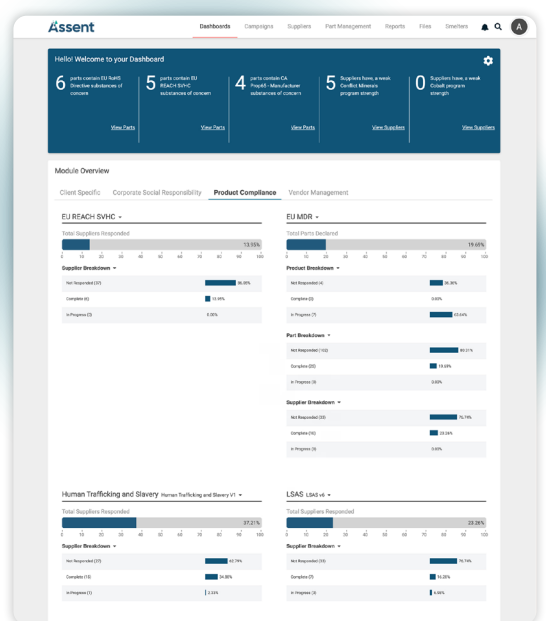 Assent
Dashboards Campaigns Suppliers Part Management Reports Files Smelters A
Hello! Welcome to your Dashboard
6 parts contain EU RoHS Directive substances of concern
View Parts
5 parts contain EU REACH SVHC substances of concern
View Parts
4 parts contain CA Prop65 - Manufacturer substances of concern
View Parts
5 Suppliers have, a weak Conflict Minerals program strength
View Suppliers
0 Suppliers have, a weak Cobalt program strength
View Suppliers
Module Overview
Client Specific Corporate Social Responsibility Product Compliance Vendor Management
EU REACH SVHC
Total Suppliers Responded
13.95%
0 10 20 30 40 50 60 70 80 90 100
Supplier Breakdown
Not Responded (37)
Complete (6) 13.95%
In Progress (0) 0.00%
EU MDR
Total Parts Declared
19.69%
0 10 20 30 40 50 60 70 80 90 100
Product Breakdown
Not Responded (4) 36.36%
Complete (0) 0.00%
In Progress (7) 63.64%
Part Breakdown
Not Responded
Complete 19.69%
In Progress (0) 0.00%
Supplier Breakdown
Not Responded (33) 76.74%
Complete (10) 23.26%
In Progress (0) 0.00%
Human Trafficking and Slavery Human Trafficking and Slavery V1
Total Suppliers Responded
37.21%
0 10 20 30 40 50 60 70 80 90 100
Supplier Breakdown
Not Responded (27) 62.79%
Complete (15) 34.88%
In Progress (1) 2.33%
LSAS LSAS v6
Total Suppliers Responded
23.26%
0 10 20 30 40 50 60 70 80 90 100
Supplier Breakdown
Not Responded (33) 76.74%
Complete (7) 16.28%
In Progress (3) 6.98%